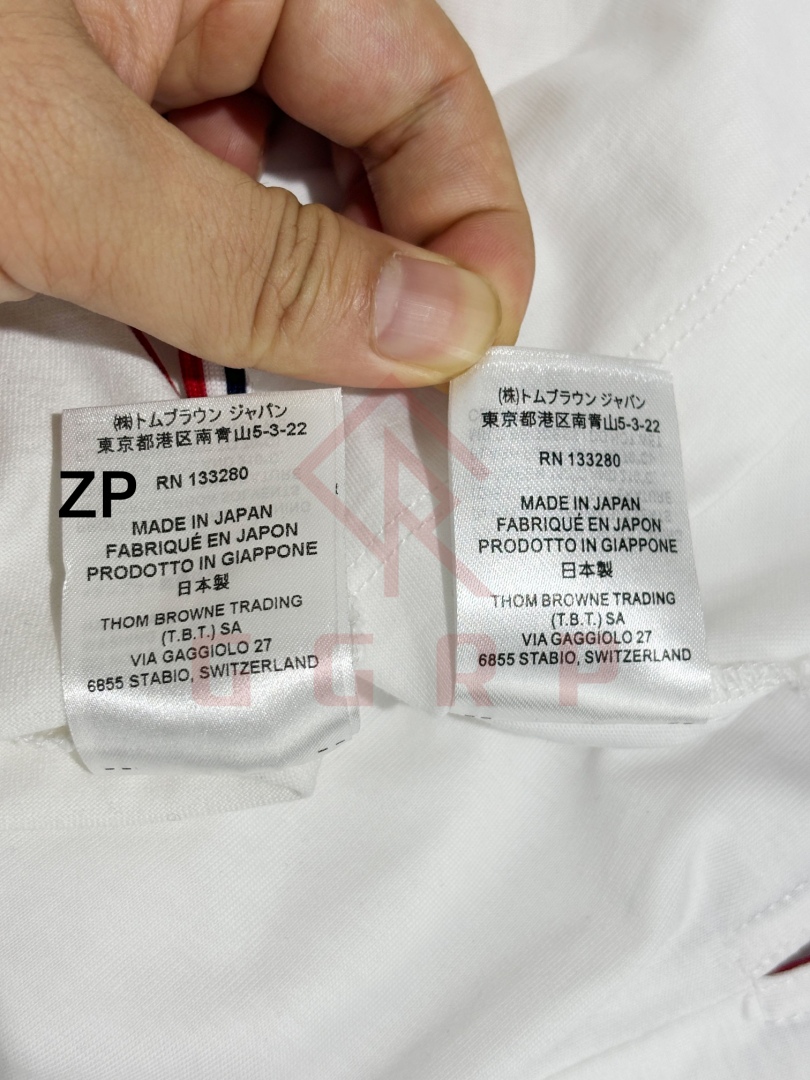 (株)トムブラウン ジャパン
東京都港区南青山5-3-22
ZP
RN 133280
MADE IN JAPAN
FABRIQUÉ EN JAPON
PRODOTTO IN GIAPPONE
日本製
THOM BROWNE TRADING
(T.B.T.) SA
VIA GAGGIOLO 27
6855 STABIO, SWITZERLAND
(株)トムブラウン ジャパン
東京都港区南青山5-3-22
RN 133280
MADE IN JAPAN
FABRIQUÉ EN JAPON
PRODOTTO IN GIAPPONE
日本製
THOM BROWNE TRADING
(T.B.T.) SA
VIA GAGGIOLO 27
6855 STABIO, SWITZERLAND
GGRP